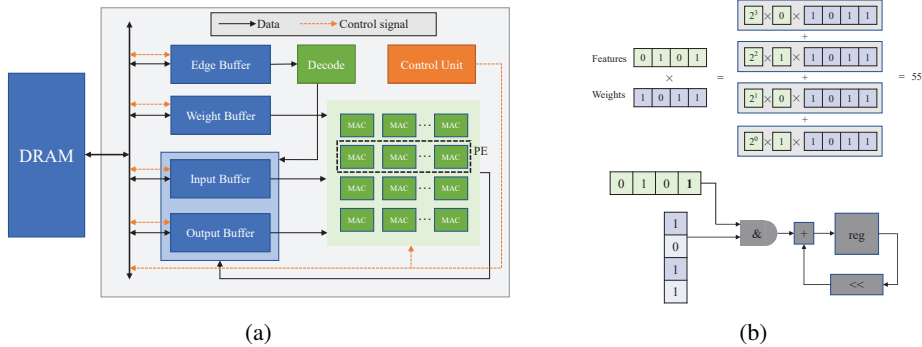 Data
Control signal
DRAM
Edge Buffer
Decode
Control Unit
Weight Buffer
Input Buffer
Output Buffer
MAC MAC ··· MAC
MAC MAC ··· MAC
PE
MAC MAC ··· MAC
MAC MAC ··· MAC
(a)
Features 0 1 0 1
×
Weights 1 0 1 1
=
2³ × 0 × 1 0 1 1
+
2² × 1 × 1 0 1 1
+
2¹ × 0 × 1 0 1 1
+
2⁰ × 1 × 1 0 1 1
= 55
0 1 0 1
1
0
1
1
&
+
reg
<<
(b)